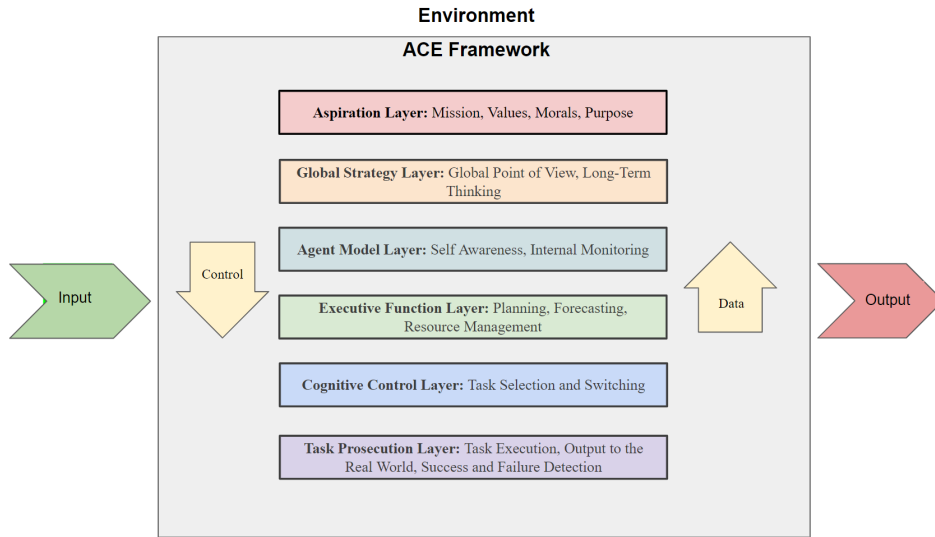 Environment
ACE Framework
Aspiration Layer: Mission, Values, Morals, Purpose
Global Strategy Layer: Global Point of View, Long-Term
Thinking
Agent Model Layer: Self Awareness, Internal Monitoring
Control
Input
Executive Function Layer: Planning, Forecasting,
Resource Management
Data
Output
Cognitive Control Layer: Task Selection and Switching
Task Prosecution Layer: Task Execution, Output to the
Real World, Success and Failure Detection